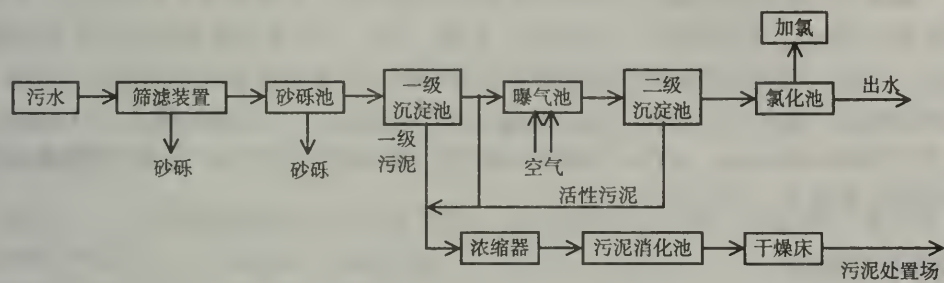 加氯
污水
筛滤装置
砂砾池
一级
沉淀池
曝气池
二级
沉淀池
氯化池
出水
砂砾
砂砾
一级
污泥
空气
活性污泥
浓缩器
污泥消化池
干燥床
污泥处置场